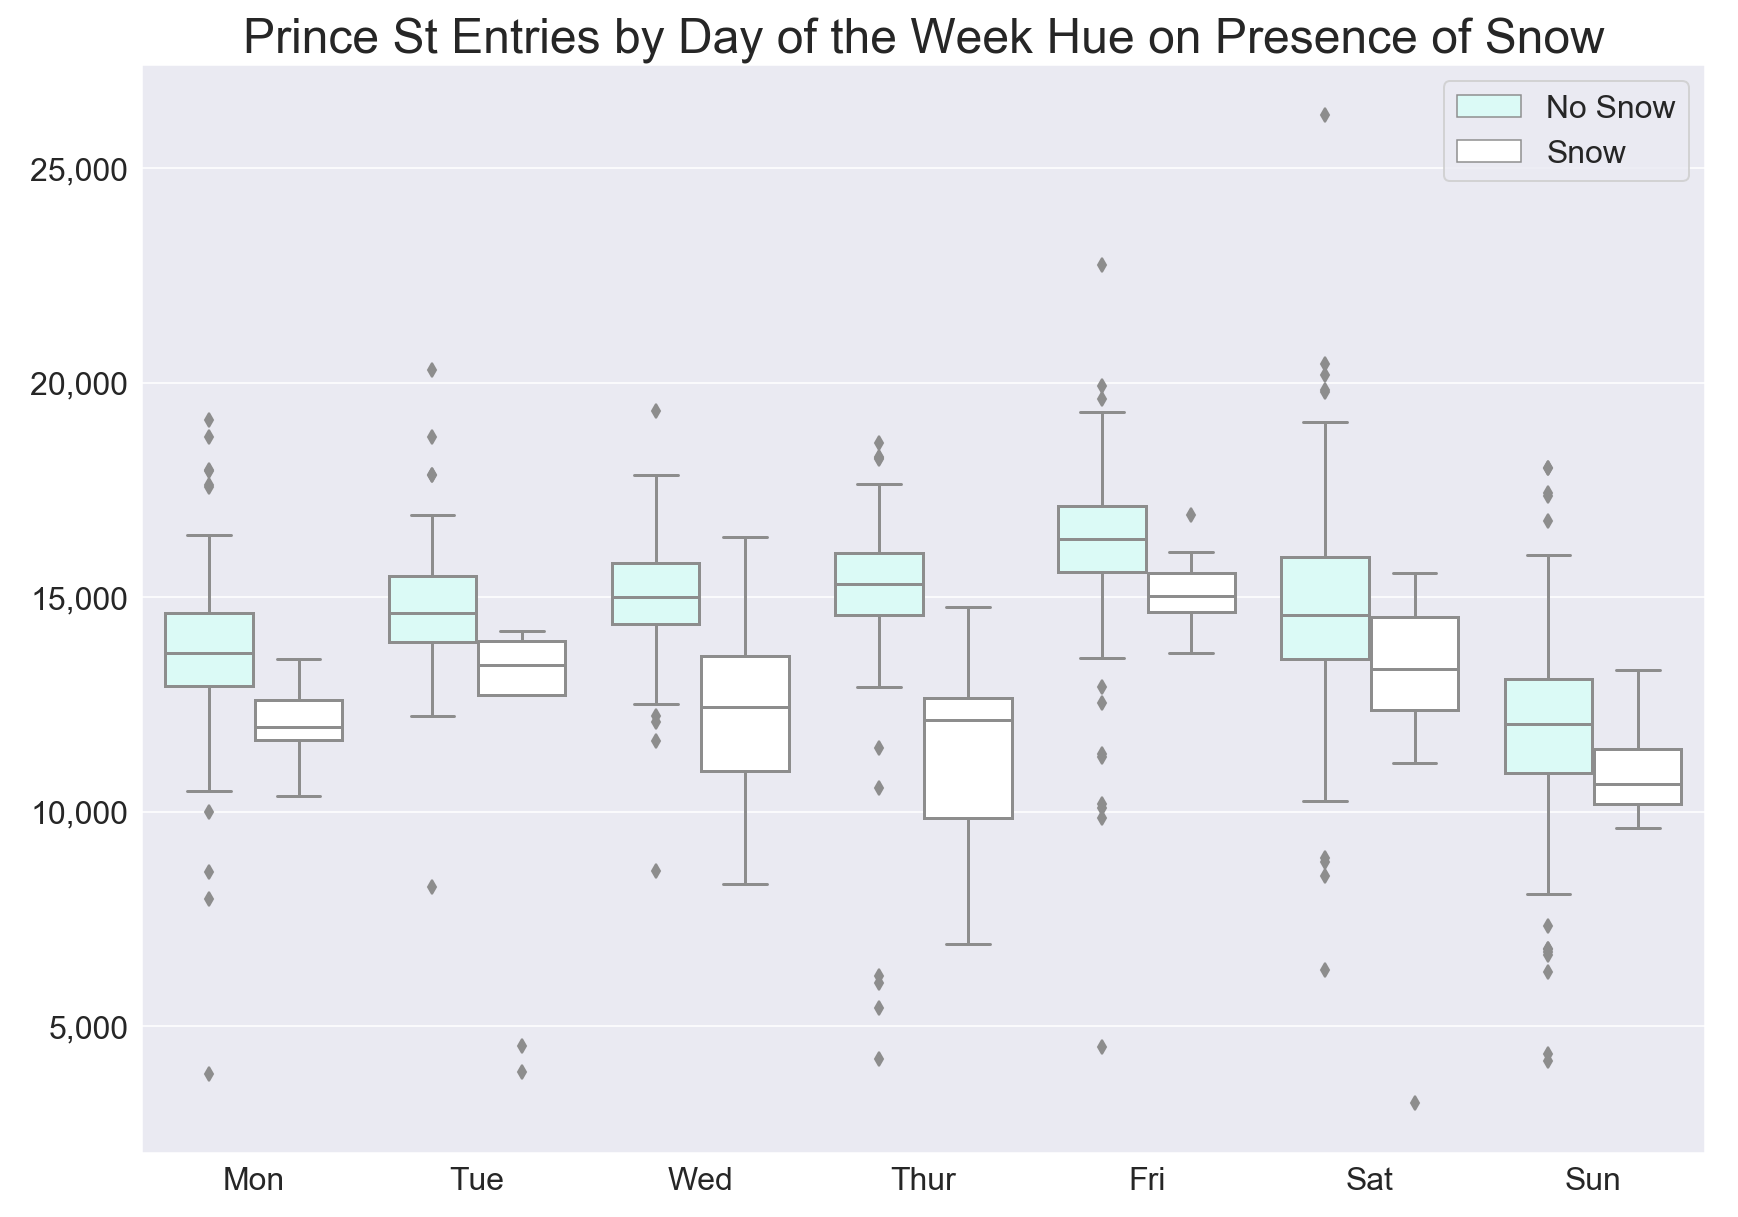 Prince St Entries by Day of the Week Hue on Presence of Snow
No Snow
Snow
25,000
20,000
15,000
10,000
5,000
Mon Tue Wed Thur Fri Sat Sun